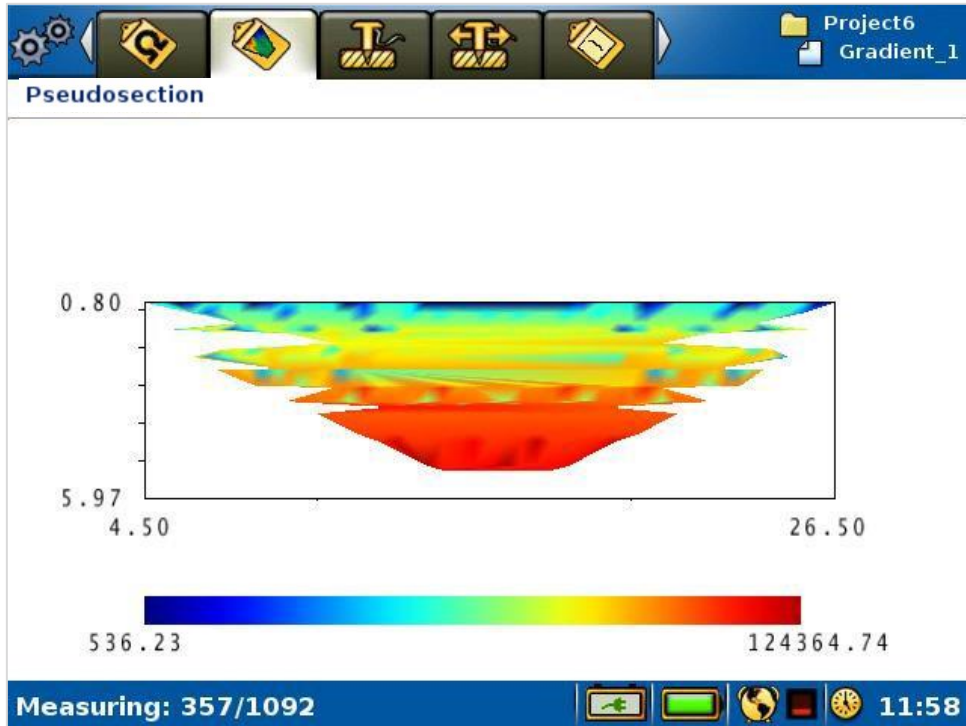 Project6
Gradient_1
Pseudosection
0.80
5.97
4.50
26.50
536.23
124364.74
Measuring: 357/1092
11:58